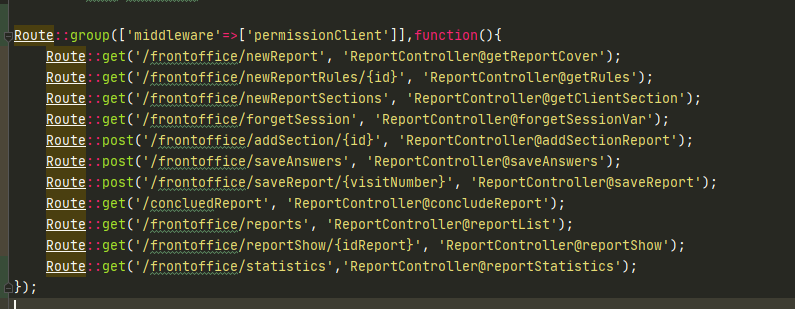 Route::group(['middleware'=>['permissionClient']],function(){
Route::get('/frontoffice/newReport', 'ReportController@getReportCover');
Route::get('/frontoffice/newReportRules/{id}', 'ReportController@getRules');
Route::get('/frontoffice/newReportSections', 'ReportController@getClientSection');
Route::get('/frontoffice/forgetSession', 'ReportController@forgetSessionVar');
Route::post('/frontoffice/addSection/{id}', 'ReportController@addSectionReport');
Route::post('/frontoffice/saveAnswers', 'ReportController@saveAnswers');
Route::post('/frontoffice/saveReport/{visitNumber}', 'ReportController@saveReport');
Route::get('/concluedReport', 'ReportController@concludeReport');
Route::get('/frontoffice/reports', 'ReportController@reportList');
Route::get('/frontoffice/reportShow/{idReport}', 'ReportController@reportShow');
Route::get('/frontoffice/statistics','ReportController@reportStatistics');
});